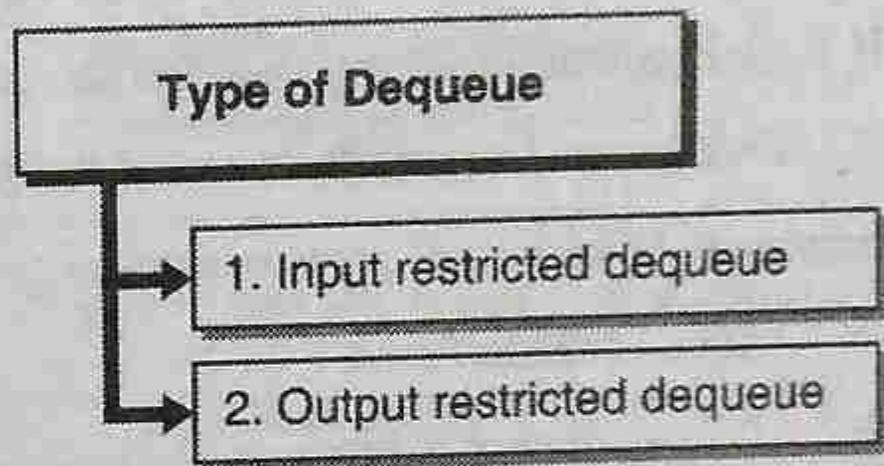 Type of Dequeue
1. Input restricted dequeue
2. Output restricted dequeue